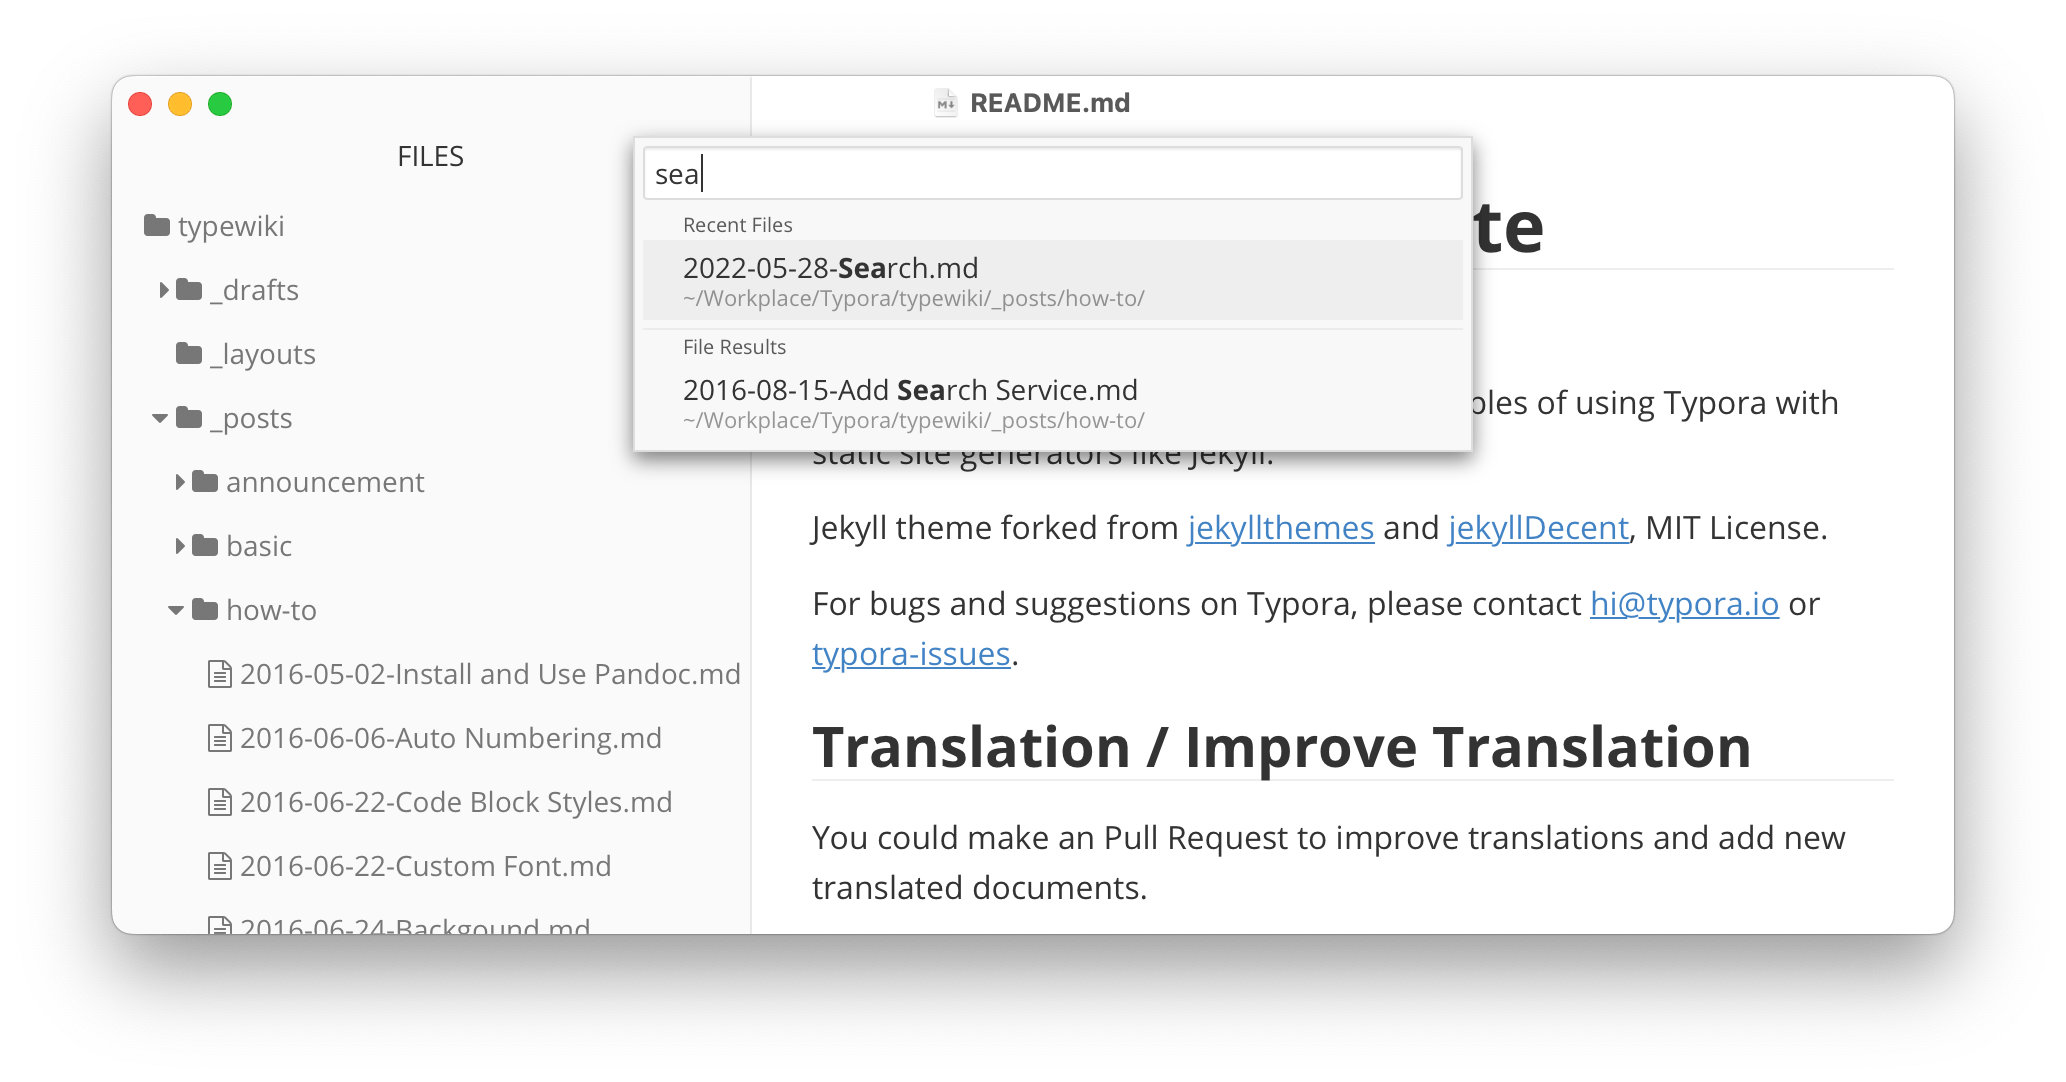 README.md
FILES
typewiki
_drafts
_layouts
_posts
announcement
basic
how-to
2016-05-02-Install and Use Pandoc.md
2016-06-06-Auto Numbering.md
2016-06-22-Code Block Styles.md
2016-06-22-Custom Font.md
2016-06-24-Backgound.md
sea
Recent Files
2022-05-28-Search.md
~/Workplace/Typora/typewiki/_posts/how-to/
File Results
2016-08-15-Add Search Service.md
~/Workplace/Typora/typewiki/_posts/how-to/
te
ples of using Typora with
static site generators like Jekyll.
Jekyll theme forked from jekyllthemes and jekyllDecent, MIT License.
For bugs and suggestions on Typora, please contact hi@typora.io or
typora-issues.
Translation / Improve Translation
You could make an Pull Request to improve translations and add new
translated documents.